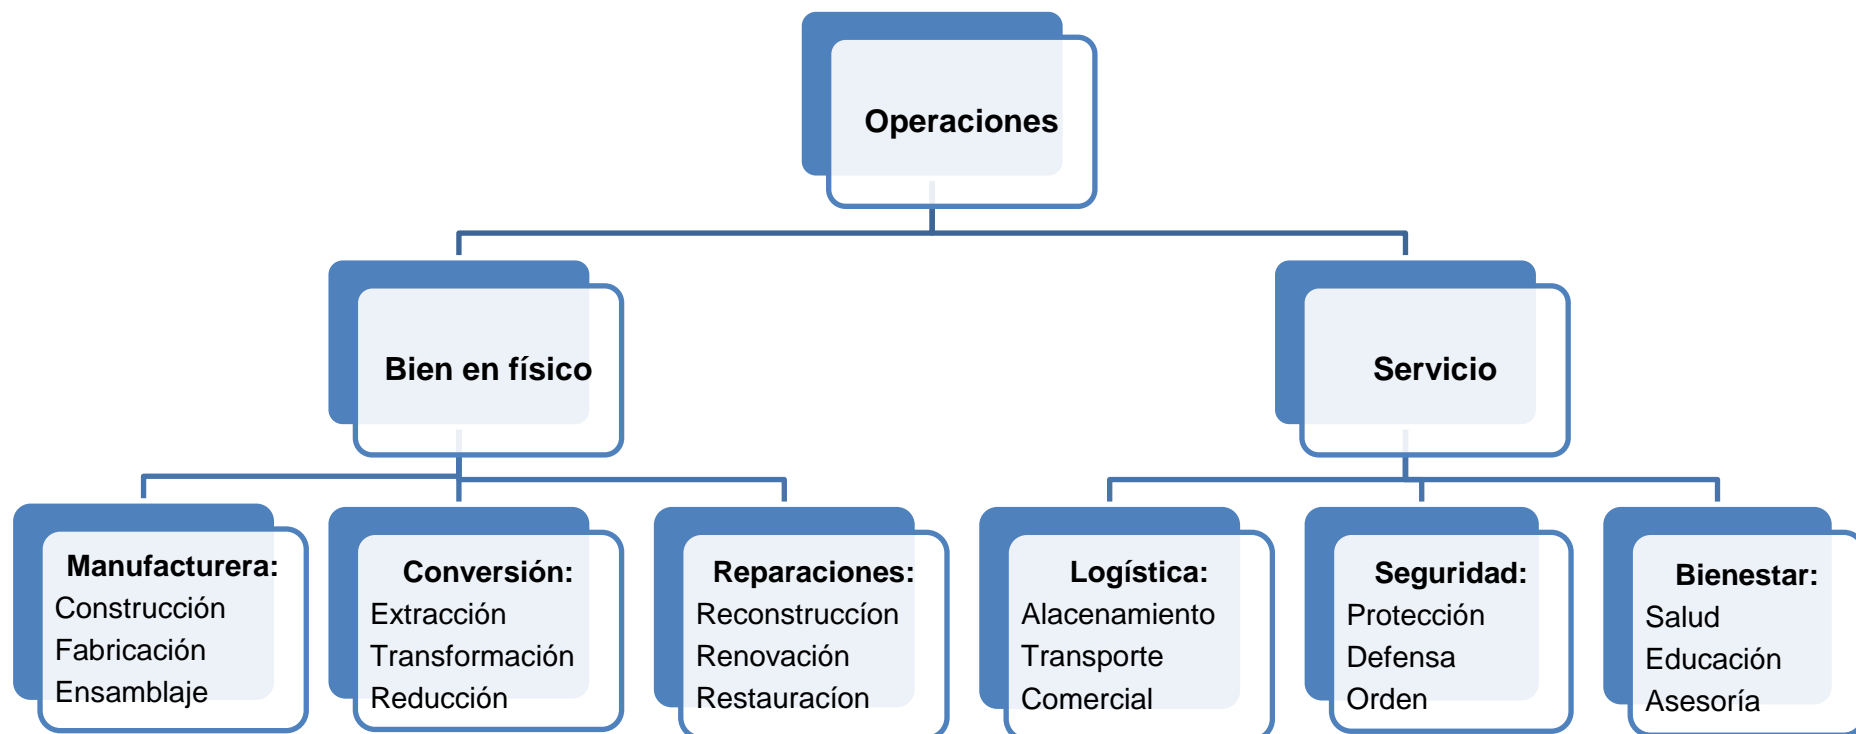 Operaciones
Bien en físico
Servicio
Manufacturera:
Construcción
Fabricación
Ensamblaje
Conversión:
Extracción
Transformación
Reducción
Reparaciones:
Reconstruccíon
Renovación
Restauracíon
Logística:
Alacenamiento
Transporte
Comercial
Seguridad:
Protección
Defensa
Orden
Bienestar:
Salud
Educación
Asesoría